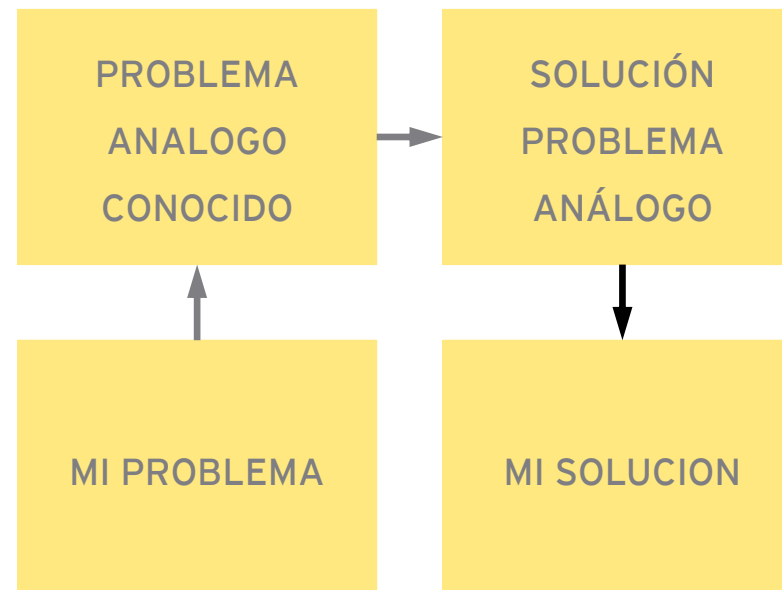 PROBLEMA
ANALOGO
CONOCIDO
SOLUCIÓN
PROBLEMA
ANÁLOGO
MI PROBLEMA
MI SOLUCION